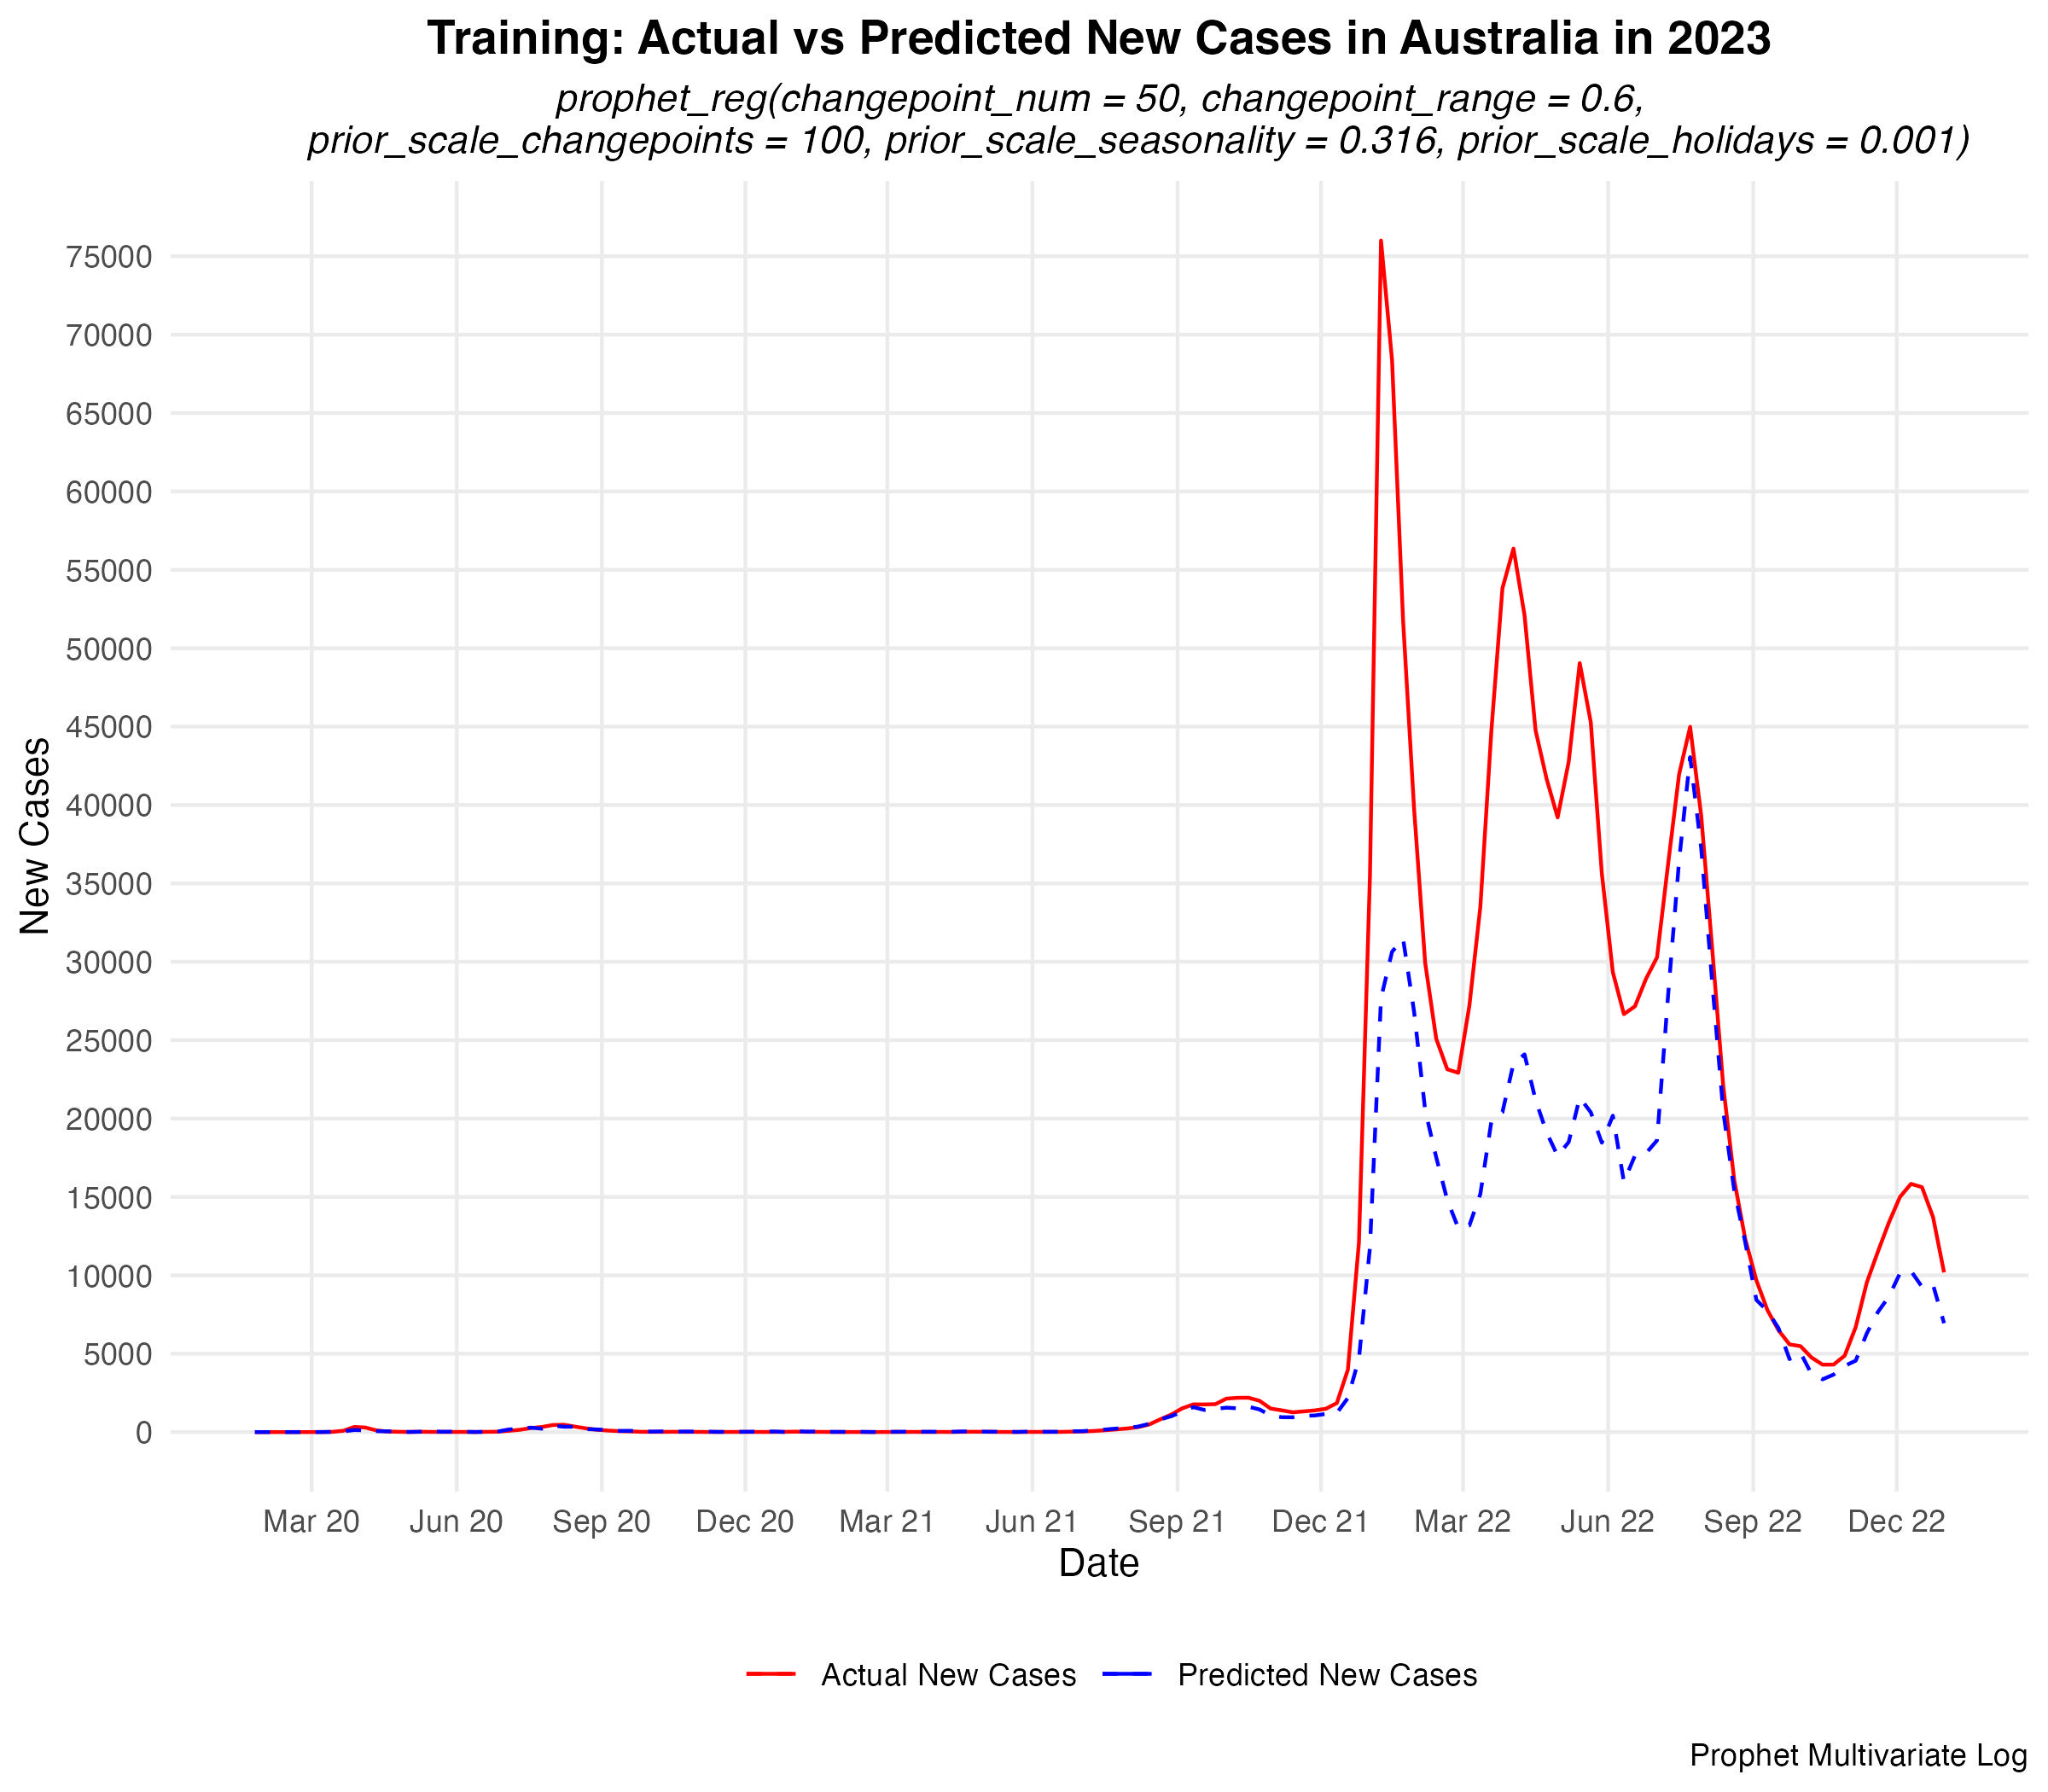 Training: Actual vs Predicted New Cases in Australia in 2023
prophet_reg(changepoint_num = 50, changepoint_range = 0.6,
prior_scale_changepoints = 100, prior_scale_seasonality = 0.316, prior_scale_holidays = 0.001)
New Cases
75000
70000
65000
60000
55000
50000
45000
40000
35000
30000
25000
20000
15000
10000
5000
0
Mar 20 Jun 20 Sep 20 Dec 20 Mar 21 Jun 21 Sep 21 Dec 21 Mar 22 Jun 22 Sep 22 Dec 22
Date
Actual New Cases Predicted New Cases
Prophet Multivariate Log